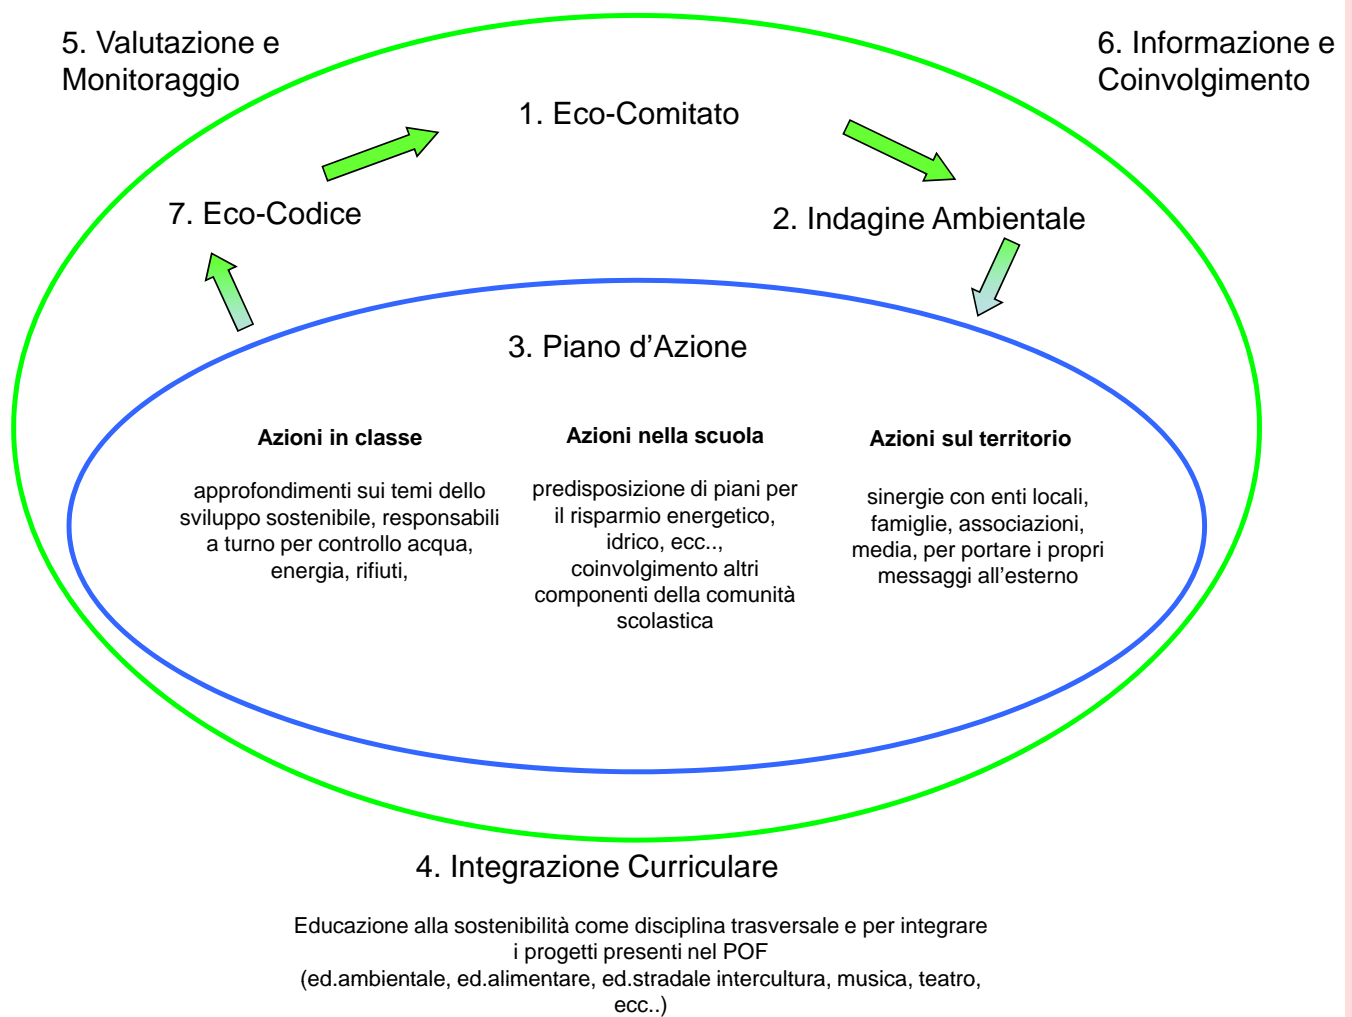 5. Valutazione e
Monitoraggio
6. Informazione e
Coinvolgimento
1. Eco-Comitato
7. Eco-Codice
2. Indagine Ambientale
3. Piano d’Azione
Azioni in classe
approfondimenti sui temi dello
sviluppo sostenibile, responsabili
a turno per controllo acqua,
energia, rifiuti,
Azioni nella scuola
predisposizione di piani per
il risparmio energetico,
idrico, ecc..,
coinvolgimento altri
componenti della comunità
scolastica
Azioni sul territorio
sinergie con enti locali,
famiglie, associazioni,
media, per portare i propri
messaggi all’esterno
4. Integrazione Curriculare
Educazione alla sostenibilità come disciplina trasversale e per integrare
i progetti presenti nel POF
(ed.ambientale, ed.alimentare, ed.stradale intercultura, musica, teatro,
ecc..)